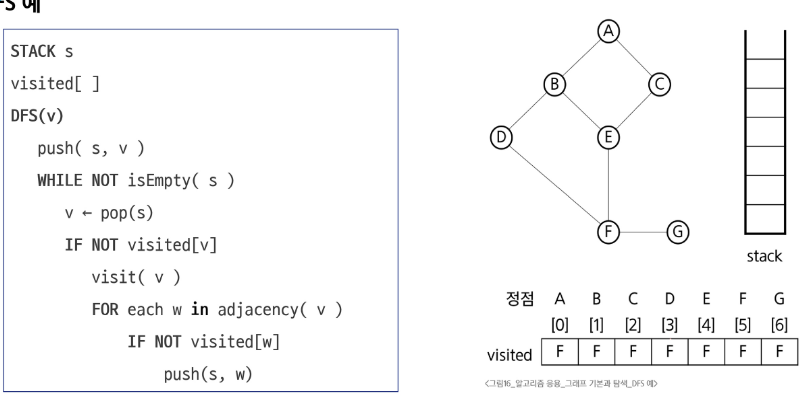 FS 예
STACK s
visited[ ]
DFS(v)
push( s, v )
WHILE NOT isEmpty( s )
v ← pop(s)
IF NOT visited[v]
visit( v )
FOR each w in adjacency( v )
IF NOT visited[w]
push(s, w)
A
B
C
D
E
F
G
stack
정점 A B C D E F G
[0] [1] [2] [3] [4] [5] [6]
visited F F F F F F F
<그림16_알고리즘 응용_그래프 기본과 탐색_DFS 예>